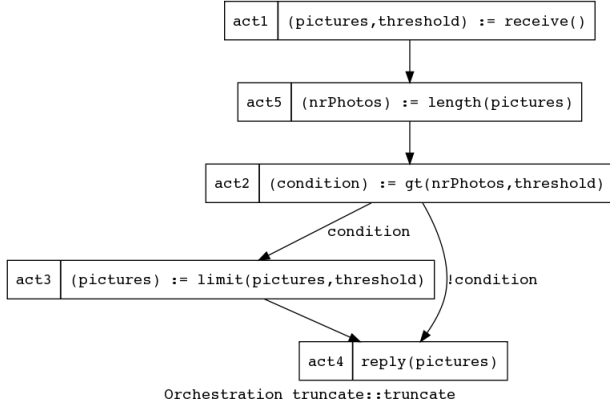 act1 (pictures,threshold) := receive()
act5 (nrPhotos) := length(pictures)
act2 (condition) := gt(nrPhotos,threshold)
condition
act3 (pictures) := limit(pictures,threshold)
!condition
act4 reply(pictures)
Orchestration truncate::truncate